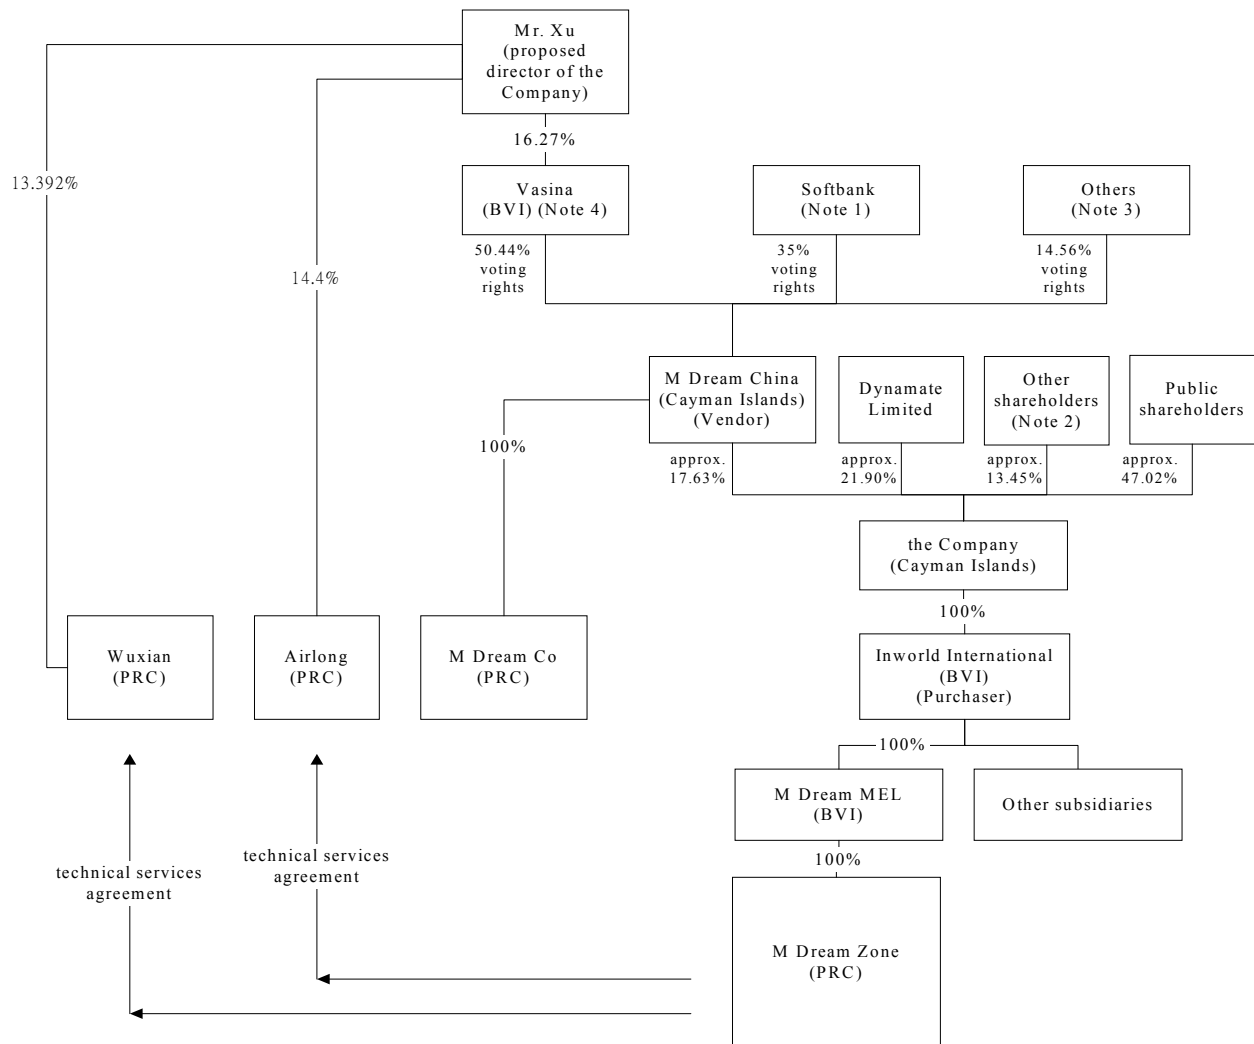 Mr. Xu
(proposed
director of the
Company)
16.27%
13.392%
14.4%
Vasina
(BVI) (Note 4)
Softbank
(Note 1)
Others
(Note 3)
50.44%
voting
rights
35%
voting
rights
14.56%
voting
rights
M Dream China
(Cayman Islands)
(Vendor)
Dynamate
Limited
Other
shareholders
(Note 2)
Public
shareholders
100%
approx.
17.63%
approx.
21.90%
approx.
13.45%
approx.
47.02%
the Company
(Cayman Islands)
100%
Wuxian
(PRC)
Airlong
(PRC)
M Dream Co
(PRC)
Inworld International
(BVI)
(Purchaser)
100%
M Dream MEL
(BVI)
Other subsidiaries
100%
technical services
agreement
technical services
agreement
M Dream Zone
(PRC)